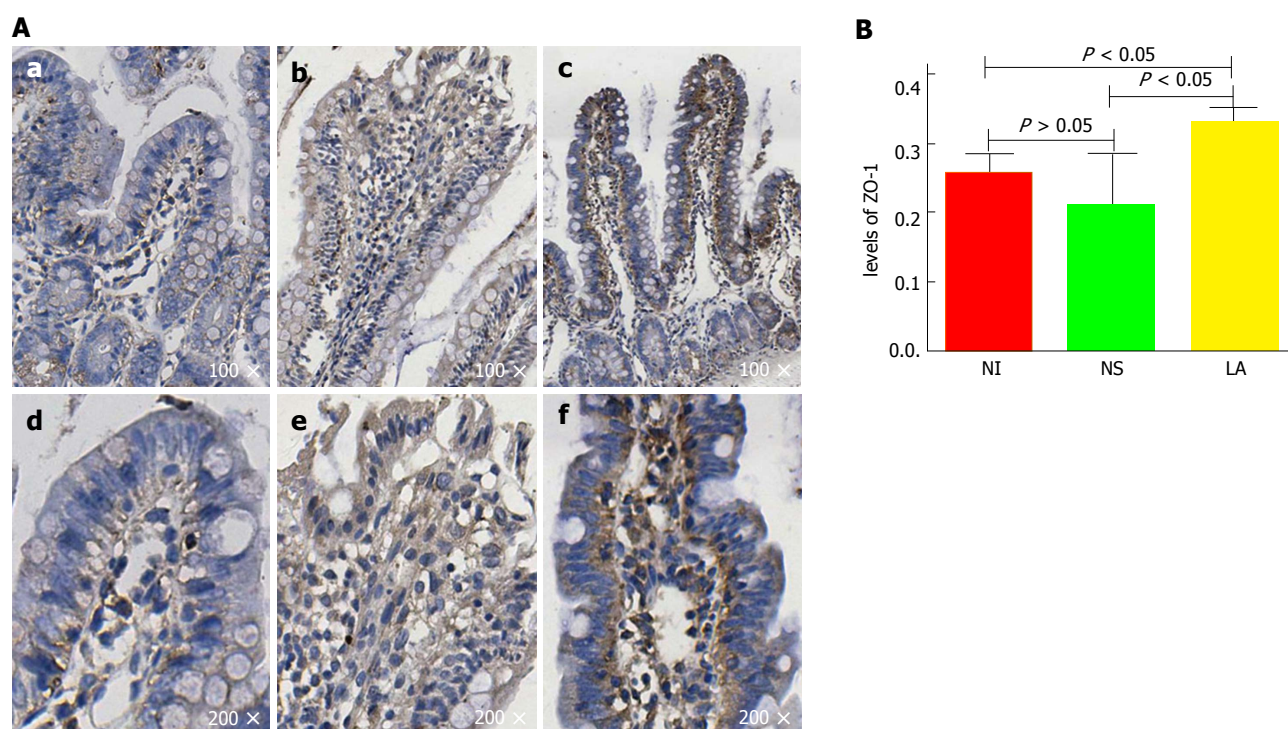 A
a
b
c
100 ×
100 ×
100 ×
d
e
f
200 ×
200 ×
200 ×
B
P < 0.05
P < 0.05
P > 0.05
levels of ZO-1
0.4
0.3
0.2
0.1
0.0.
NI
NS
LA